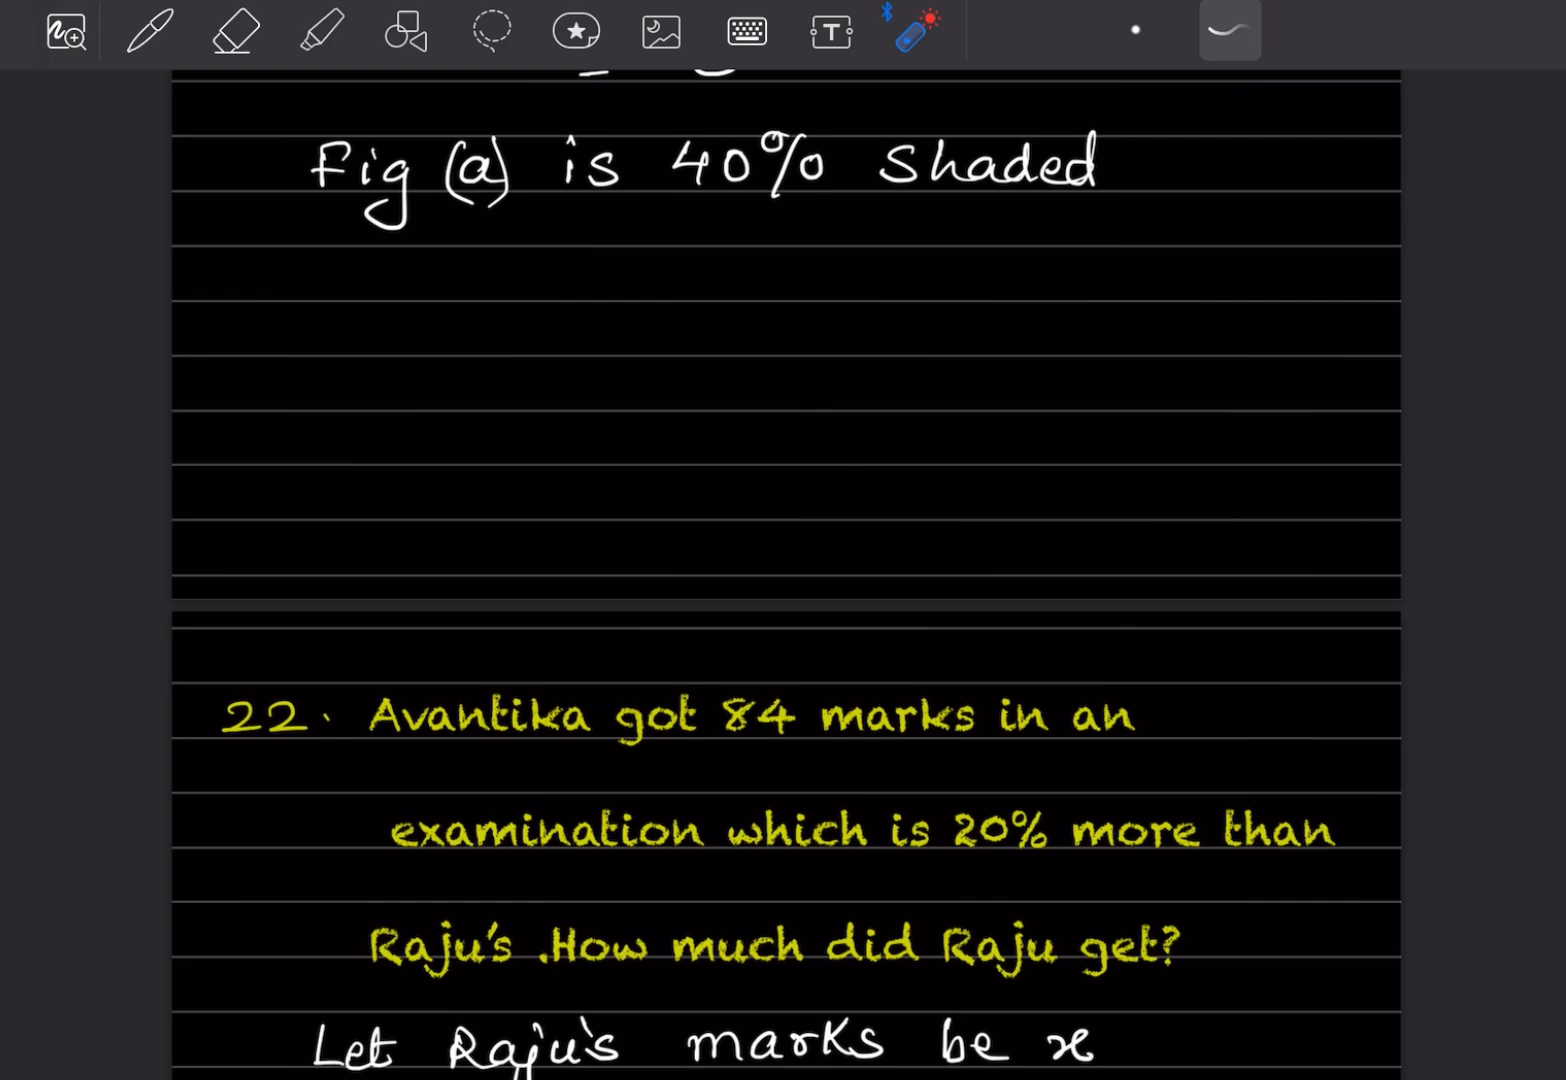 Fig (a) is 40% Shaded
22. Avantika got 84 marks in an
examination which is 20% more than
Raju's .How much did Raju get?
Let Raju's marks be x